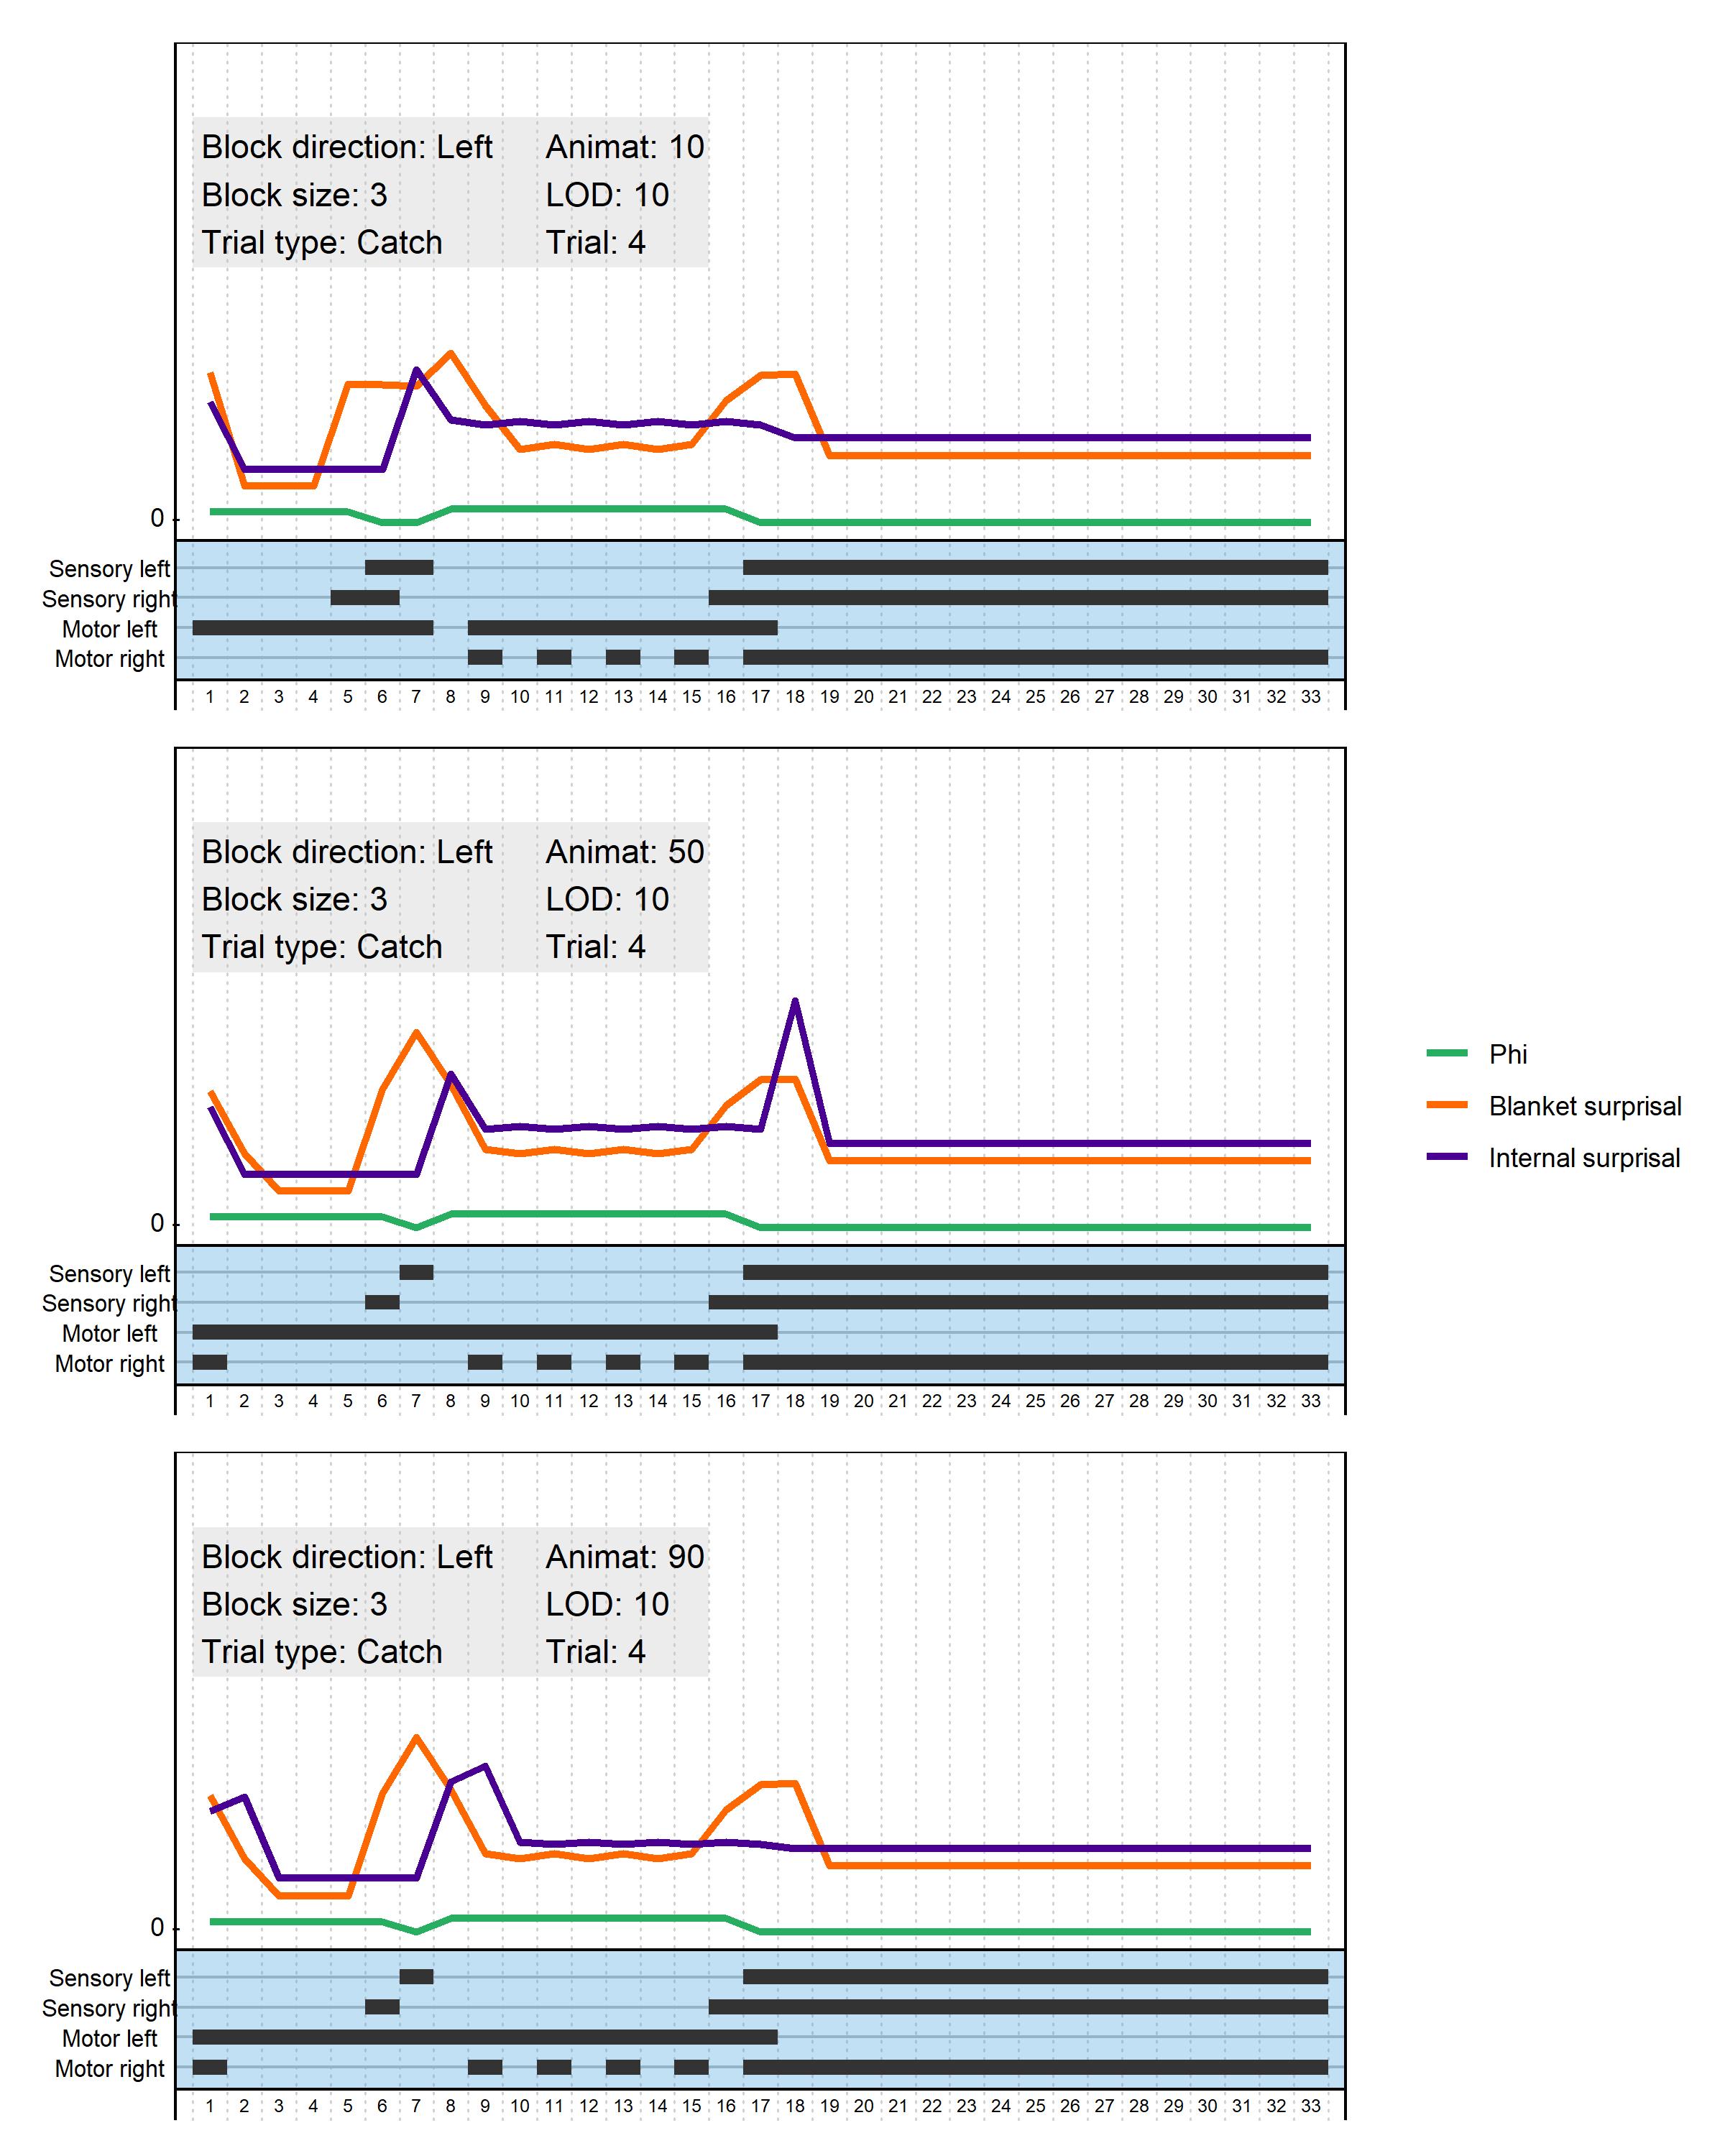 Block direction: Left Animat: 10
Block size: 3 LOD: 10
Trial type: Catch Trial: 4
0
Sensory left
Sensory right
Motor left
Motor right
1 2 3 4 5 6 7 8 9 10 11 12 13 14 15 16 17 18 19 20 21 22 23 24 25 26 27 28 29 30 31 32 33
Block direction: Left Animat: 50
Block size: 3 LOD: 10
Trial type: Catch Trial: 4
0
Sensory left
Sensory right
Motor left
Motor right
1 2 3 4 5 6 7 8 9 10 11 12 13 14 15 16 17 18 19 20 21 22 23 24 25 26 27 28 29 30 31 32 33
Phi
Blanket surprisal
Internal surprisal
Block direction: Left Animat: 90
Block size: 3 LOD: 10
Trial type: Catch Trial: 4
0
Sensory left
Sensory right
Motor left
Motor right
1 2 3 4 5 6 7 8 9 10 11 12 13 14 15 16 17 18 19 20 21 22 23 24 25 26 27 28 29 30 31 32 33